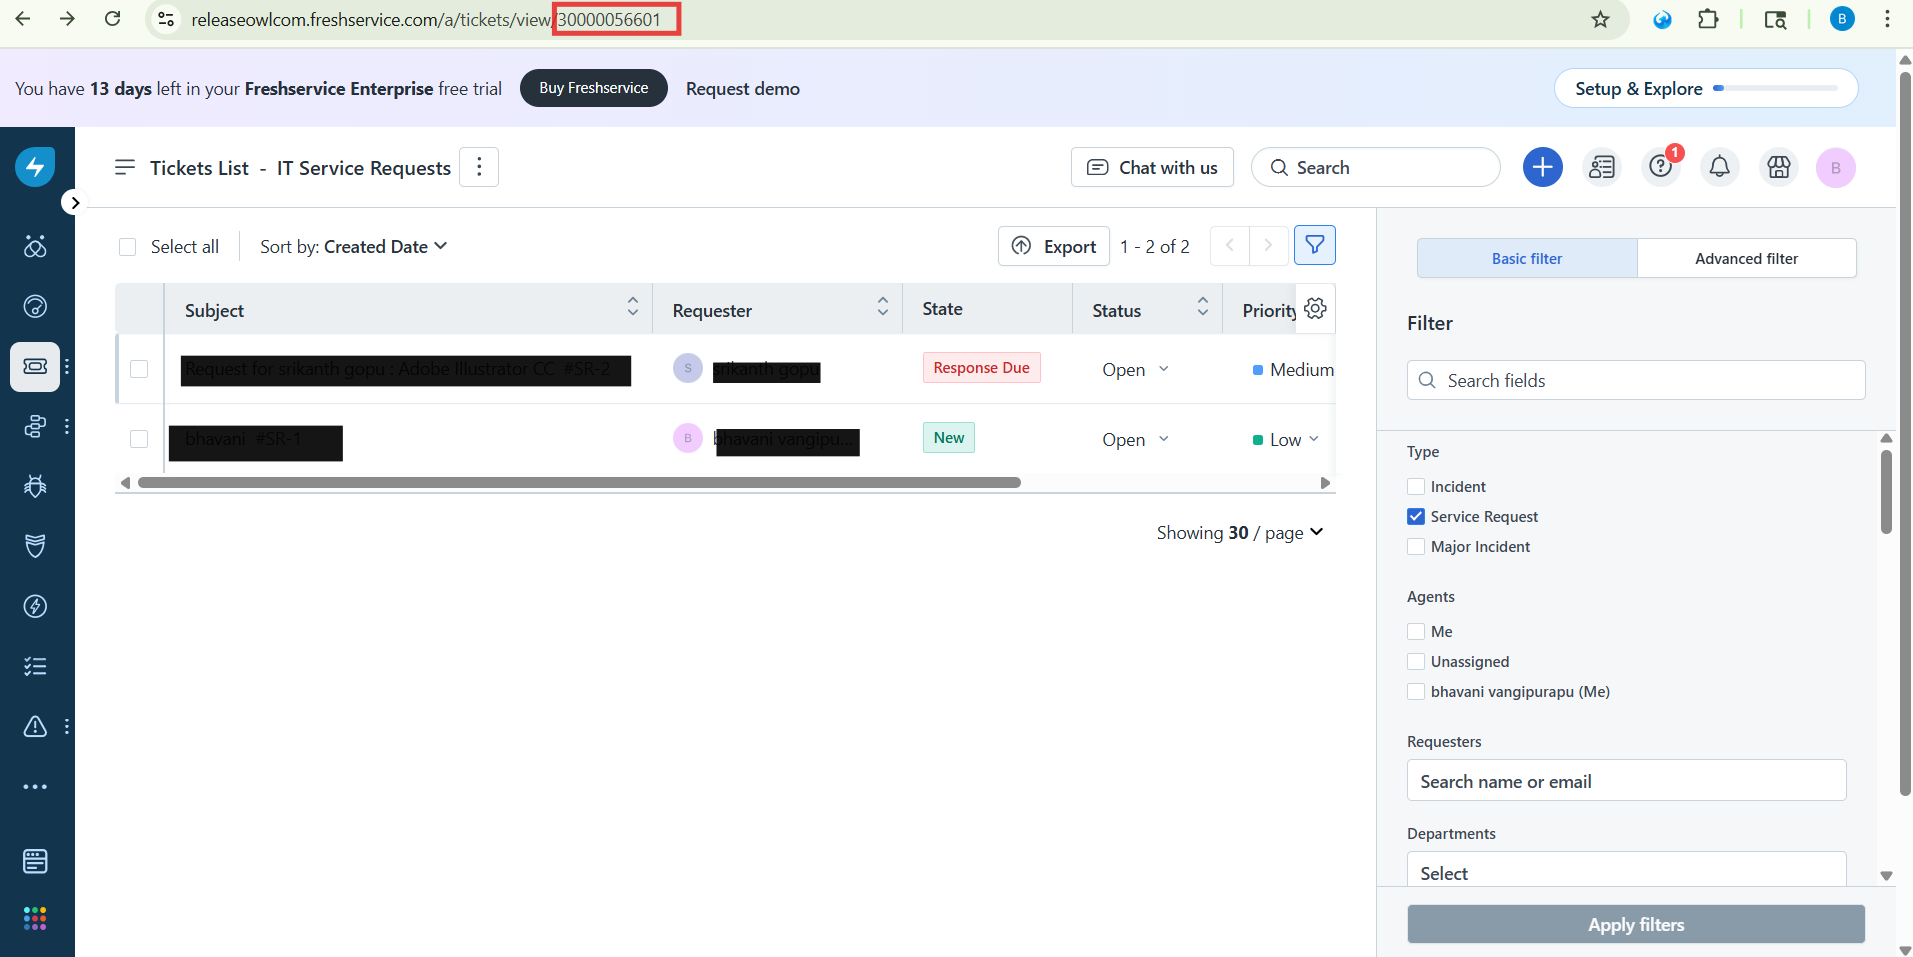 releaseowlcom.freshservice.com/a/tickets/view/30000056601
B
You have 13 days left in your Freshservice Enterprise free trial
Buy Freshservice
Request demo
Setup & Explore
Tickets List - IT Service Requests
Chat with us
Search
1
B
Select all
Sort by: Created Date
Export
1 - 2 of 2
Subject
Requester
State
Status
Priority
Request for srikanth gopu : Adobe Illustrator CC #SR-2
S
srikanth gopu
Response Due
Open
Medium
bhavani #SR-1
B
bhavani vangipu...
New
Open
Low
Showing 30 / page
Basic filter
Advanced filter
Filter
Search fields
Type
Incident
Service Request
Major Incident
Agents
Me
Unassigned
bhavani vangipurapu (Me)
Requesters
Search name or email
Departments
Select
Apply filters